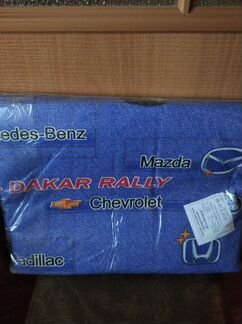 edes-Benz
Mazda
DAKAR RALLY
Chevrolet
adillac